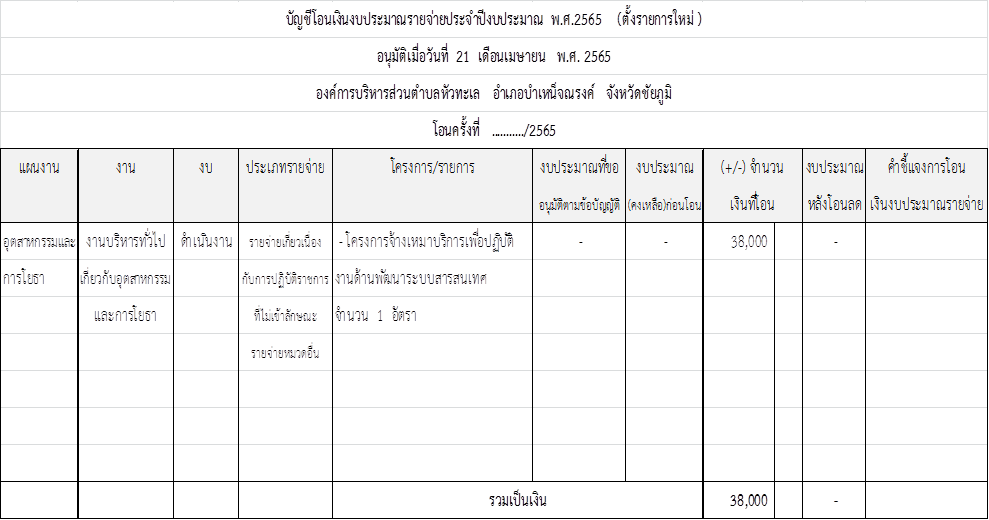 บัญชีโอนเงินงบประมาณรายจ่ายประจำปีงบประมาณ พ.ศ.2565 (ตั้งรายการใหม่ )
อนุมัติเมื่อวันที่ 21 เดือนเมษายน พ.ศ. 2565
องค์การบริหารส่วนตำบลหัวทะเล อำเภอบำเหน็จณรงค์ จังหวัดชัยภูมิ
โอนครั้งที่ .........../2565
แผนงาน งาน งบ ประเภทรายจ่าย โครงการ/รายการ งบประมาณที่ขอ งบประมาณ (+/-) จำนวน งบประมาณ คำชี้แจงการโอน
อนุมัติตามข้อบัญญัติ (คงเหลือ)ก่อนโอน เงินที่โอน หลังโอนลด เงินงบประมาณรายจ่าย
อุตสาหกรรมและ งานบริหารทั่วไป ดำเนินงาน รายจ่ายเกี่ยวเนื่อง - โครงการจ้างเหมาบริการเพื่อปฏิบัติ - - 38,000 -
การโยธา เกี่ยวกับอุตสาหกรรม กับการปฏิบัติราชการ งานด้านพัฒนาระบบสารสนเทศ
และการโยธา ที่ไม่เข้าลักษณะ จำนวน 1 อัตรา
รายจ่ายหมวดอื่น
รวมเป็นเงิน 38,000 -